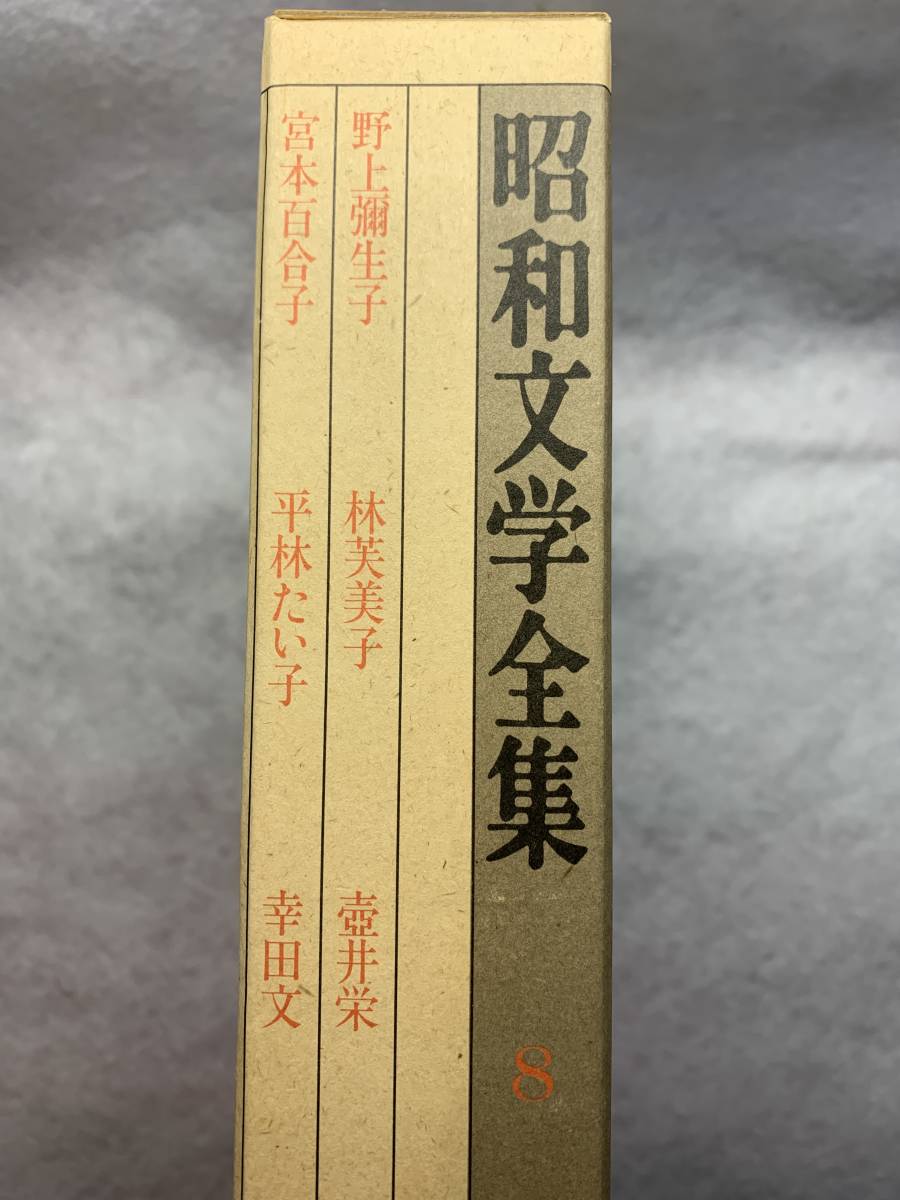 昭和文学全集
8
野上彌生子 林芙美子 壺井栄
宮本百合子 平林たい子 幸田文